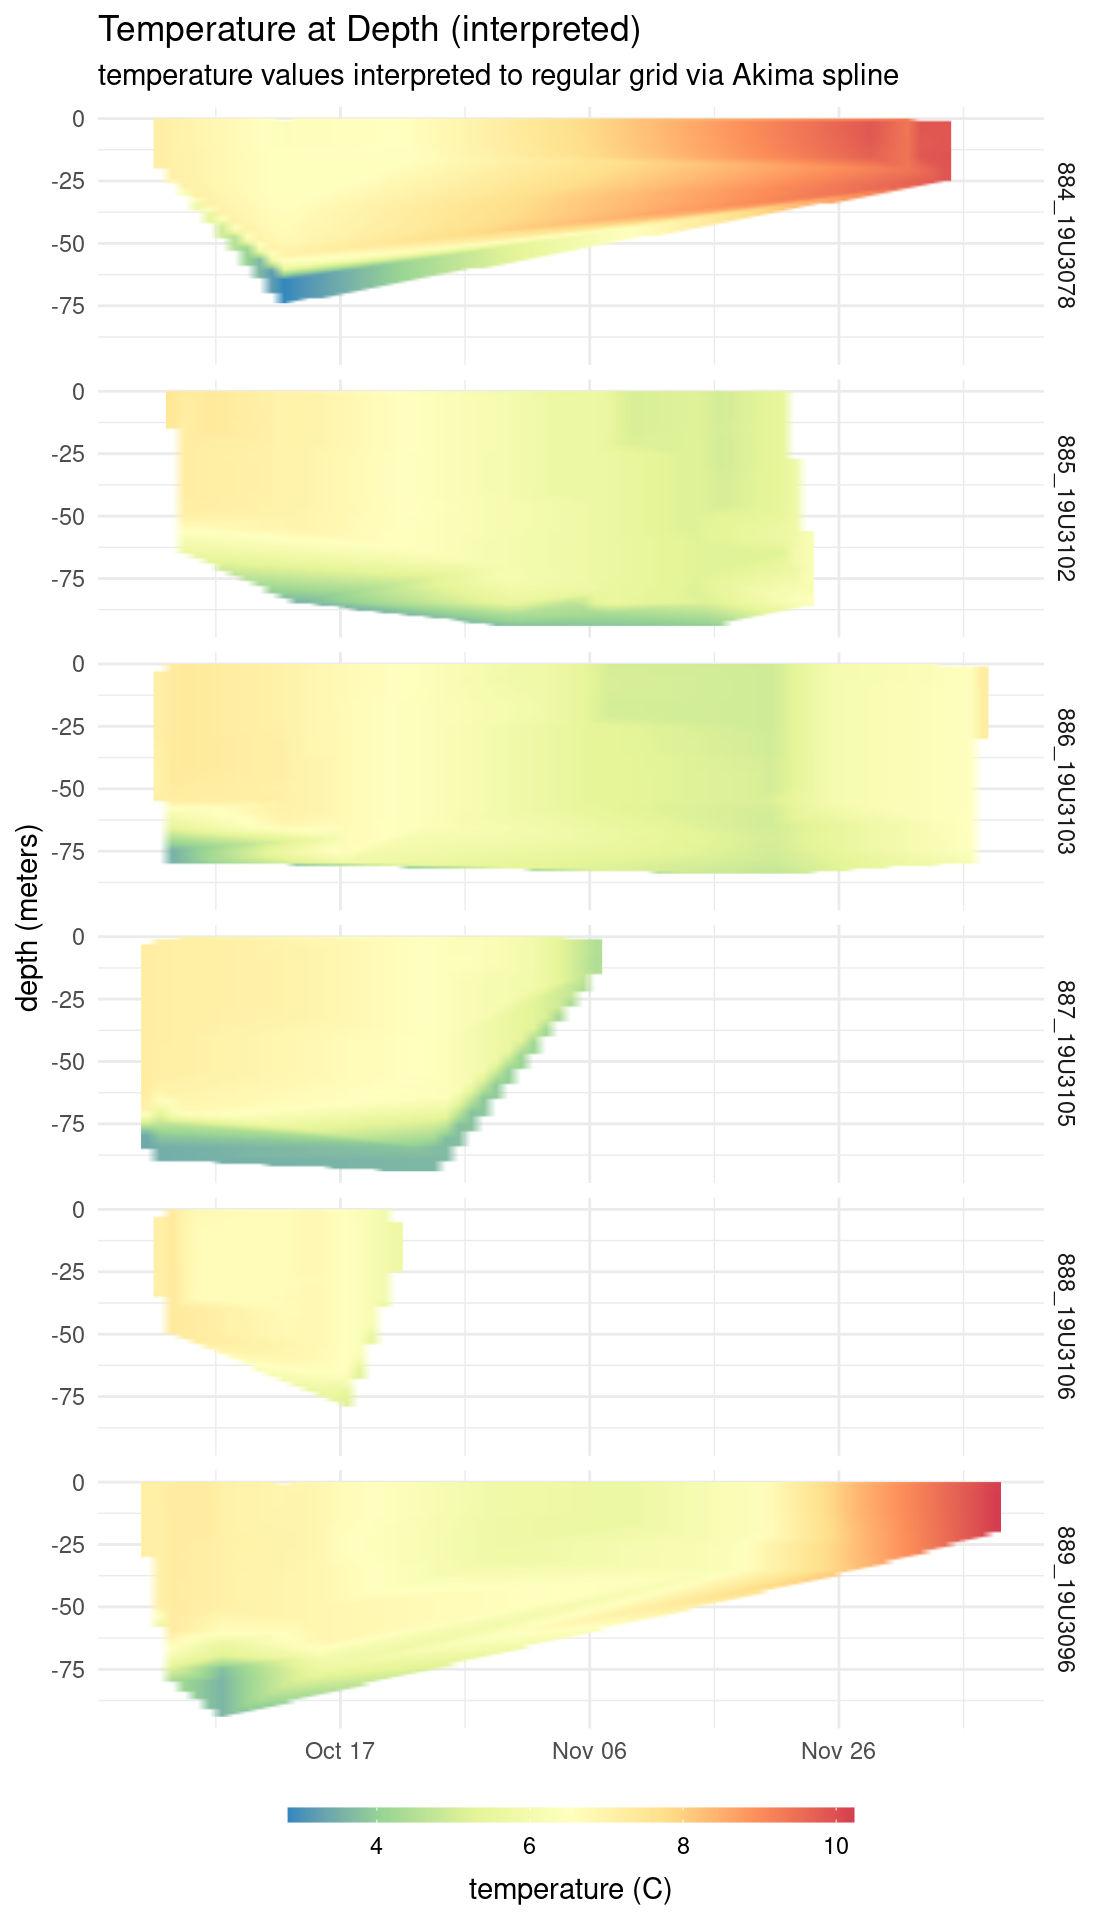 Temperature at Depth (interpreted)
temperature values interpreted to regular grid via Akima spline
depth (meters)
0
-25
-50
-75
884_19U3078
0
-25
-50
-75
885_19U3102
0
-25
-50
-75
886_19U3103
0
-25
-50
-75
887_19U3105
0
-25
-50
-75
888_19U3106
0
-25
-50
-75
889_19U3096
Oct 17 Nov 06 Nov 26
4 6 8 10
temperature (C)